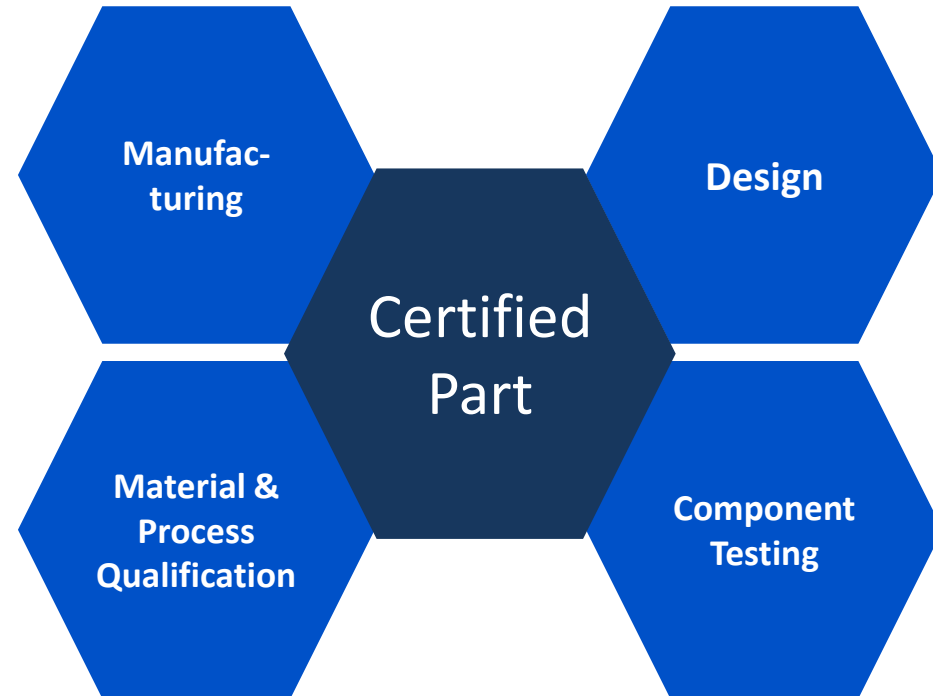 Manufac-
turing
Design
Certified
Part
Material &
Process
Qualification
Component
Testing